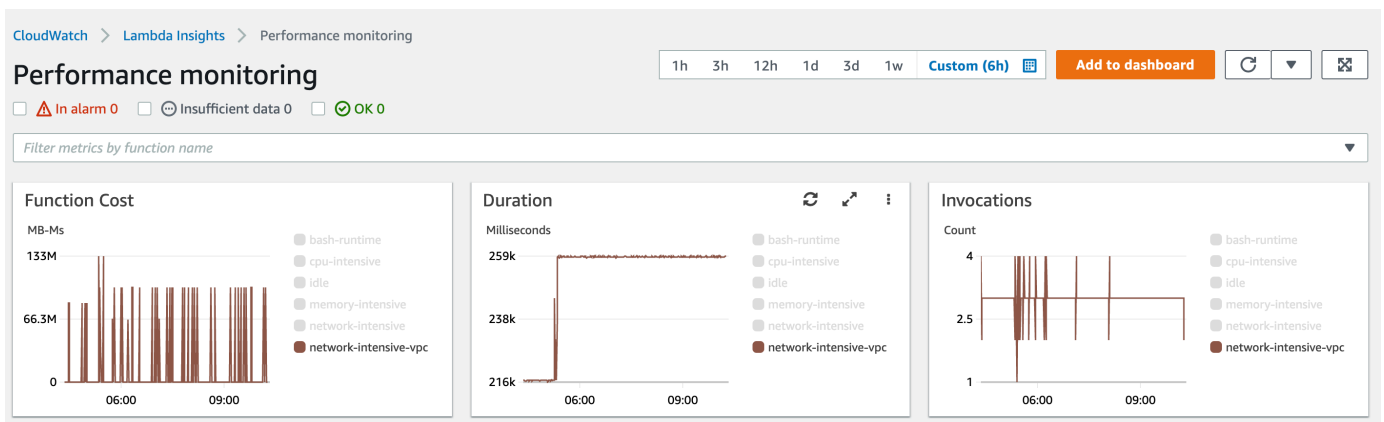 CloudWatch > Lambda Insights > Performance monitoring
Performance monitoring
1h 3h 12h 1d 3d 1w Custom (6h) Add to dashboard
In alarm 0 Insufficient data 0 OK 0
Filter metrics by function name
Function Cost
MB-Ms
133M
66.3M
0
06:00 09:00
bash-runtime
cpu-intensive
idle
memory-intensive
network-intensive
network-intensive-vpc
Duration
Milliseconds
259k
238k
216k
06:00 09:00
bash-runtime
cpu-intensive
idle
memory-intensive
network-intensive
network-intensive-vpc
Invocations
Count
4
2.5
1
06:00 09:00
bash-runtime
cpu-intensive
idle
memory-intensive
network-intensive
network-intensive-vpc